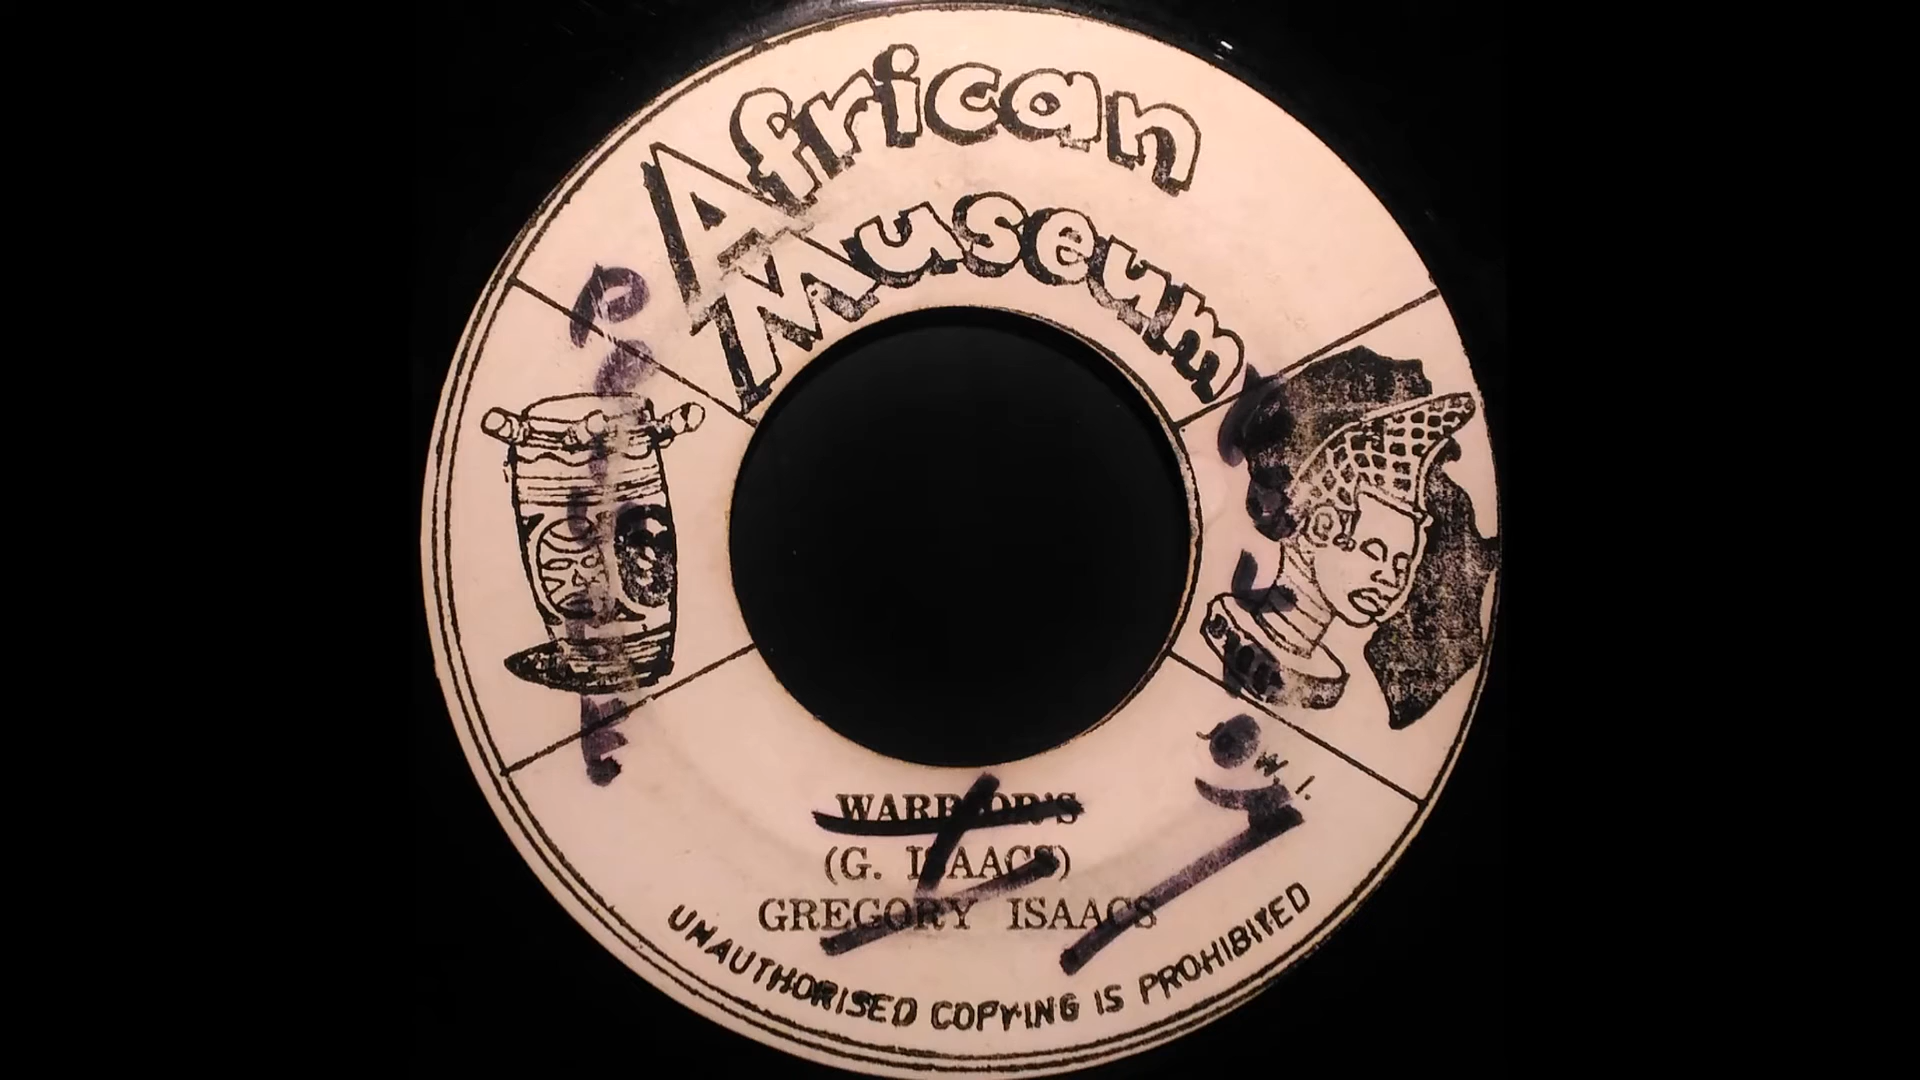 African
Museum
WARRIOR'S
(G. ISAACS)
GREGORY ISAACS
UNAUTHORISED COPYING IS PROHIBITED